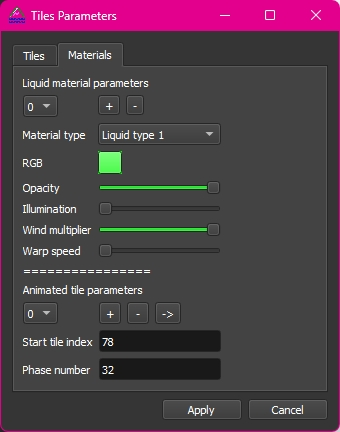 Tiles Parameters
Tiles Materials
Liquid material parameters
0 + -
Material type Liquid type 1
RGB
Opacity
Illumination
Wind multiplier
Warp speed
================
Animated tile parameters
0 + - ->
Start tile index 78
Phase number 32
Apply Cancel